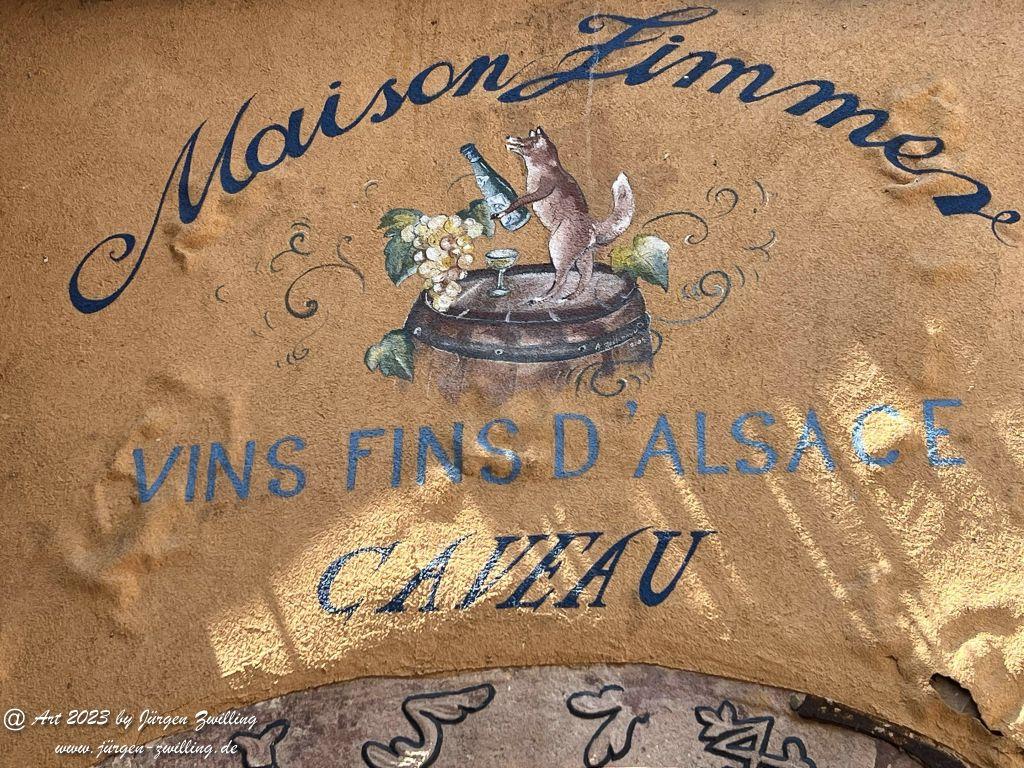 Maison Zimmer
VINS FINS D'ALSACE
CAVEAU
@ Art 2023 by Jürgen Zwilling
www.jürgen-zwilling.de